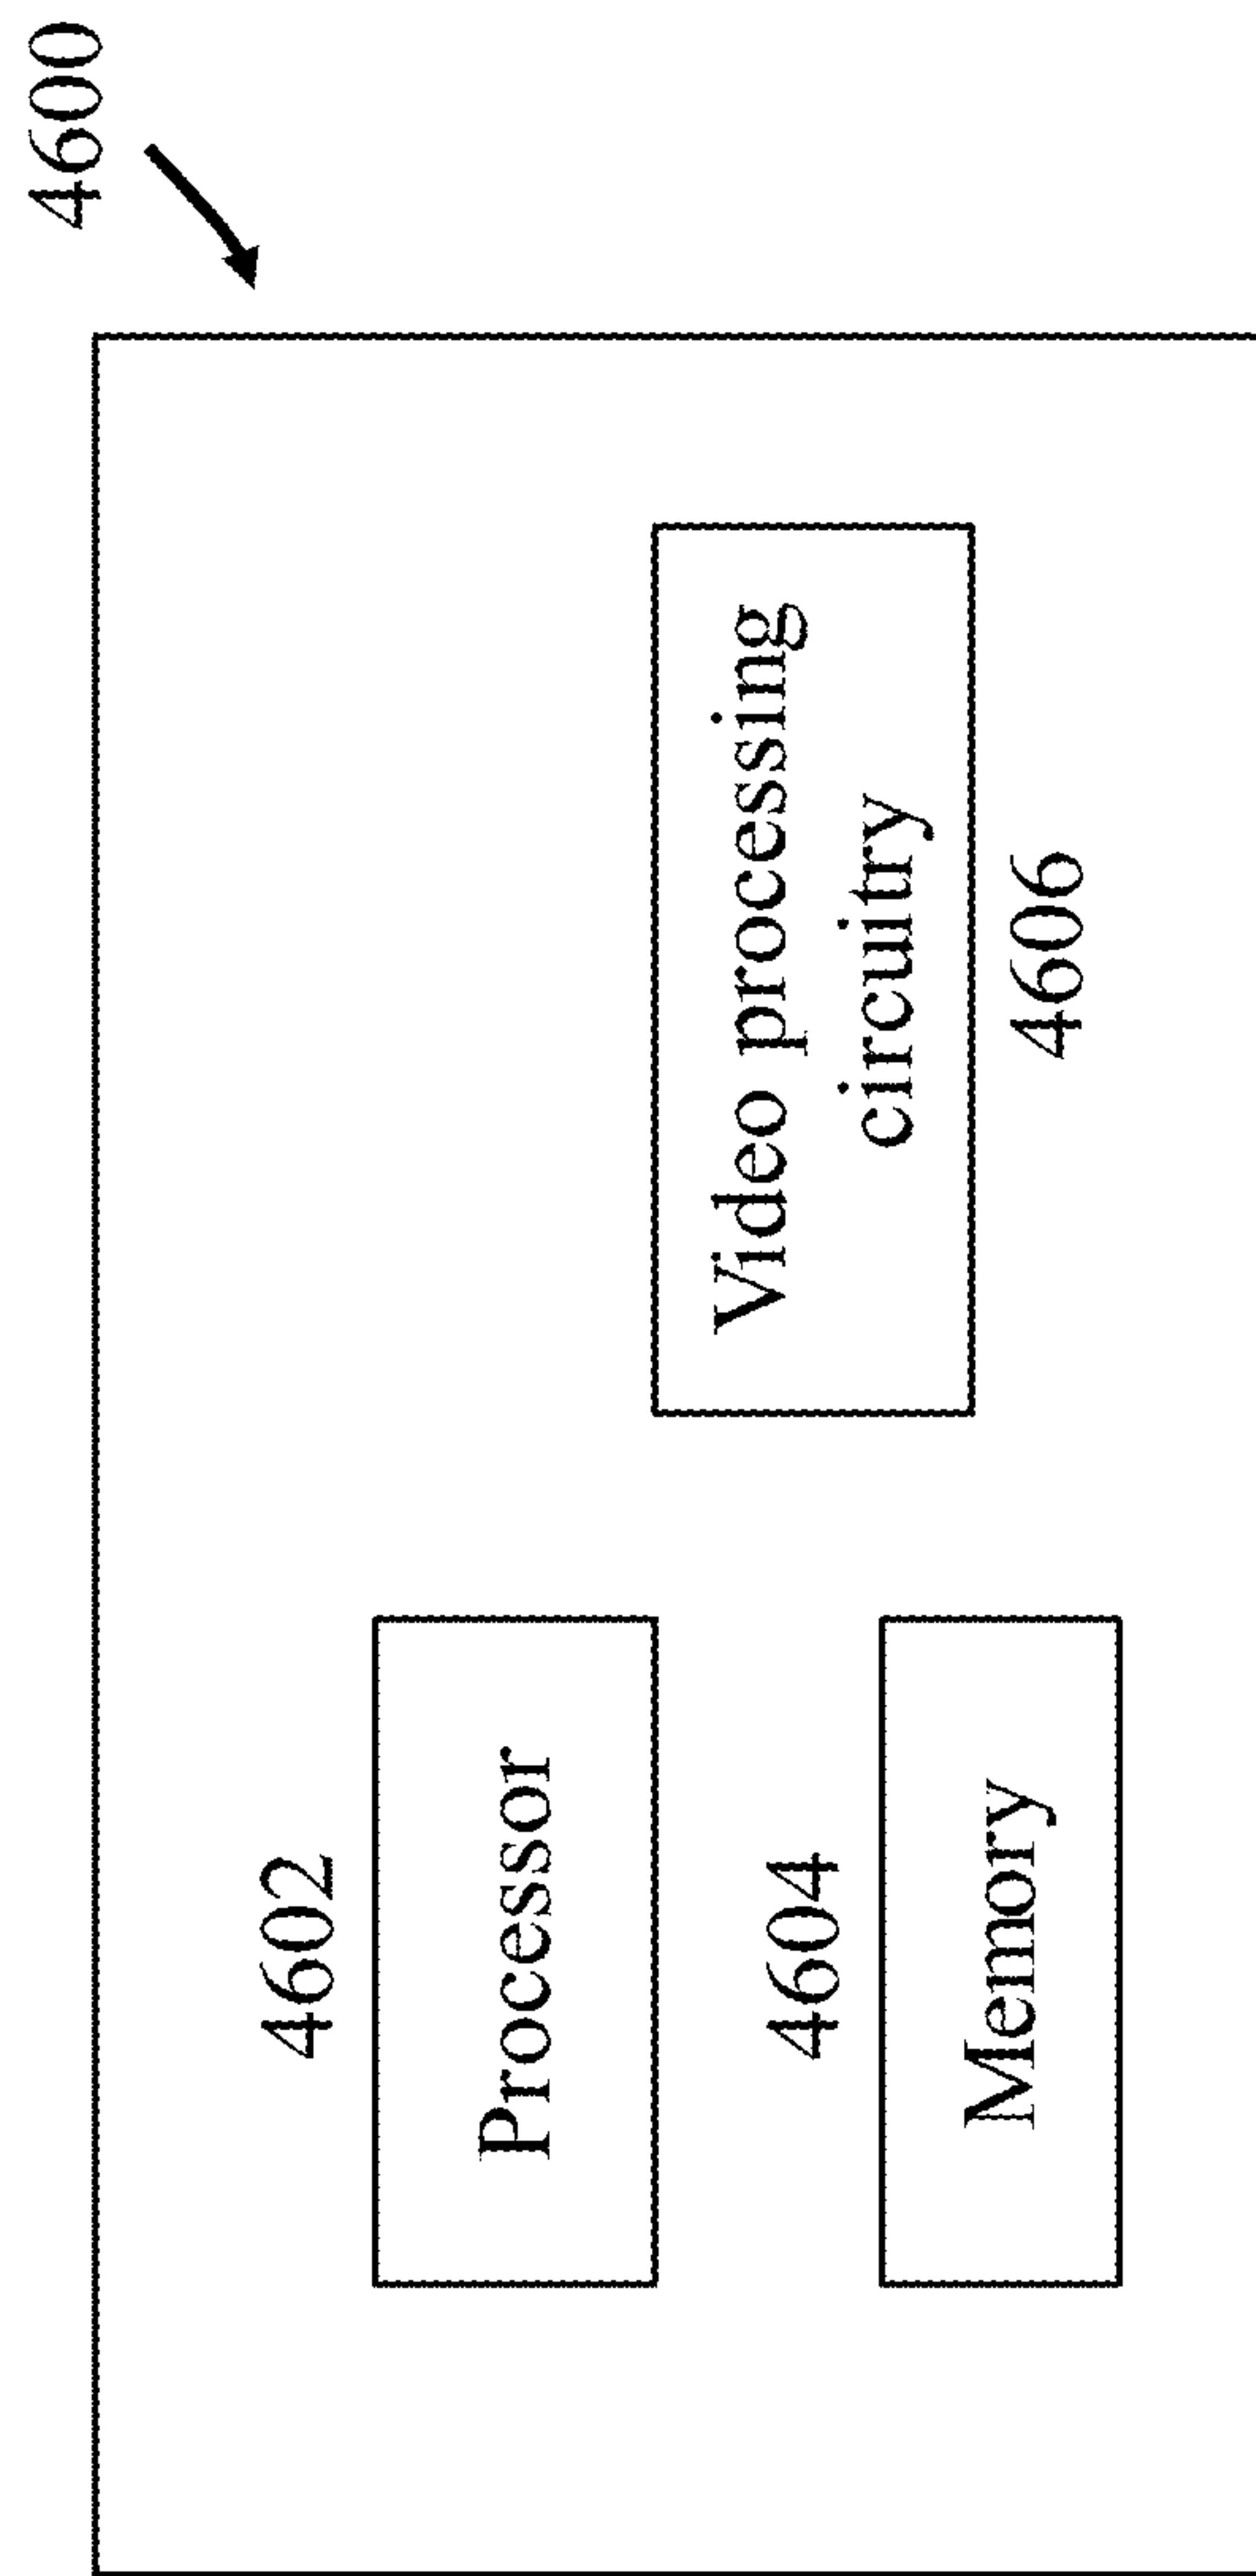 4600
4602
Processor
4604
Memory
Video processing
circuitry
4606